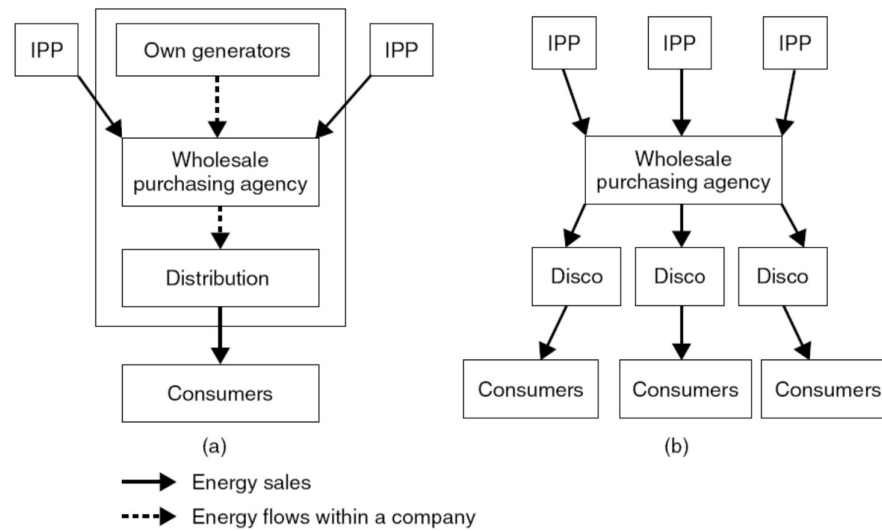 IPP
Own generators
IPP
Wholesale
purchasing agency
Distribution
Consumers
(a)
IPP
IPP
IPP
Wholesale
purchasing agency
Disco
Disco
Disco
Consumers
Consumers
Consumers
(b)
Energy sales
Energy flows within a company